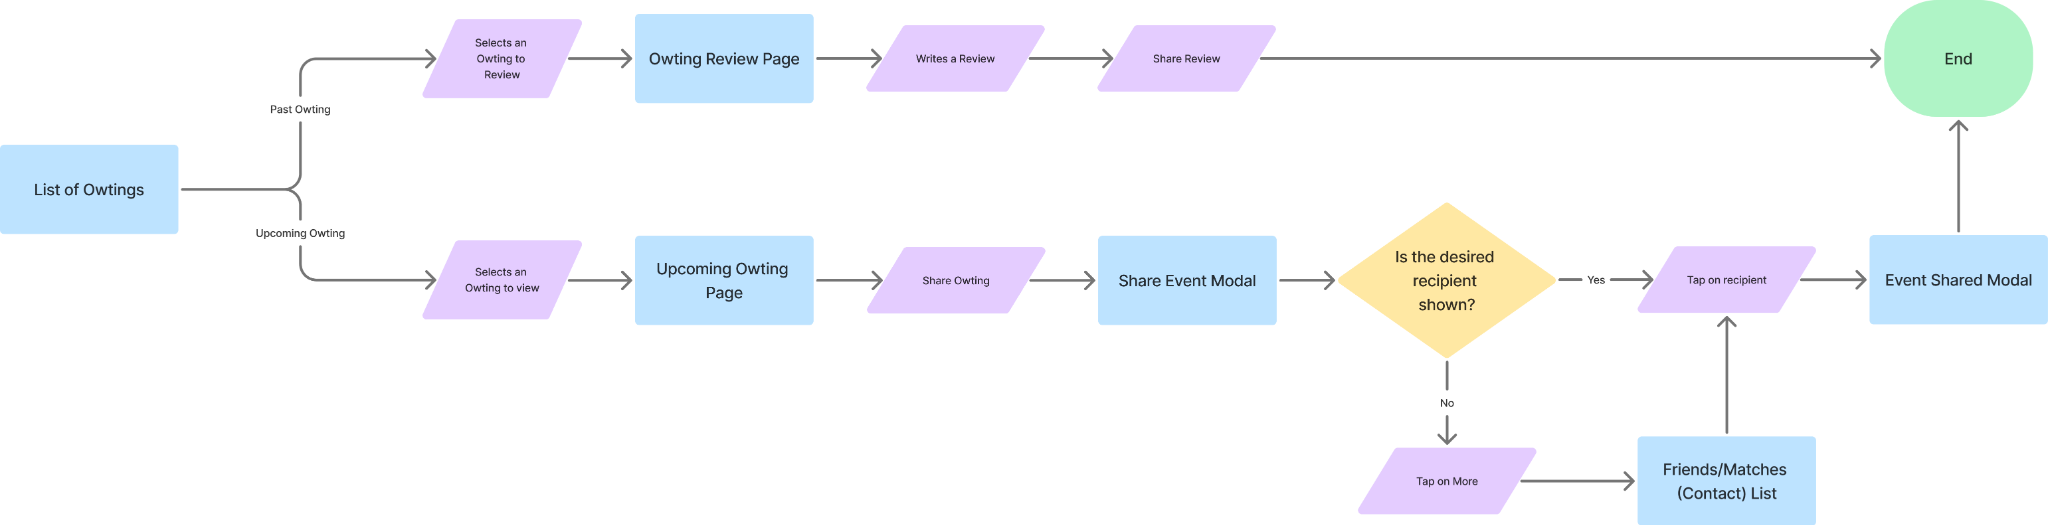 Selects an
Owting to
Review
Owting Review Page
Writes a Review
Share Review
End
Past Owting
List of Owtings
Upcoming Owting
Selects an
Owting to view
Upcoming Owting
Page
Share Owting
Share Event Modal
Is the desired
recipient
shown?
Yes
Tap on recipient
Event Shared Modal
No
Tap on More
Friends/Matches
(Contact) List